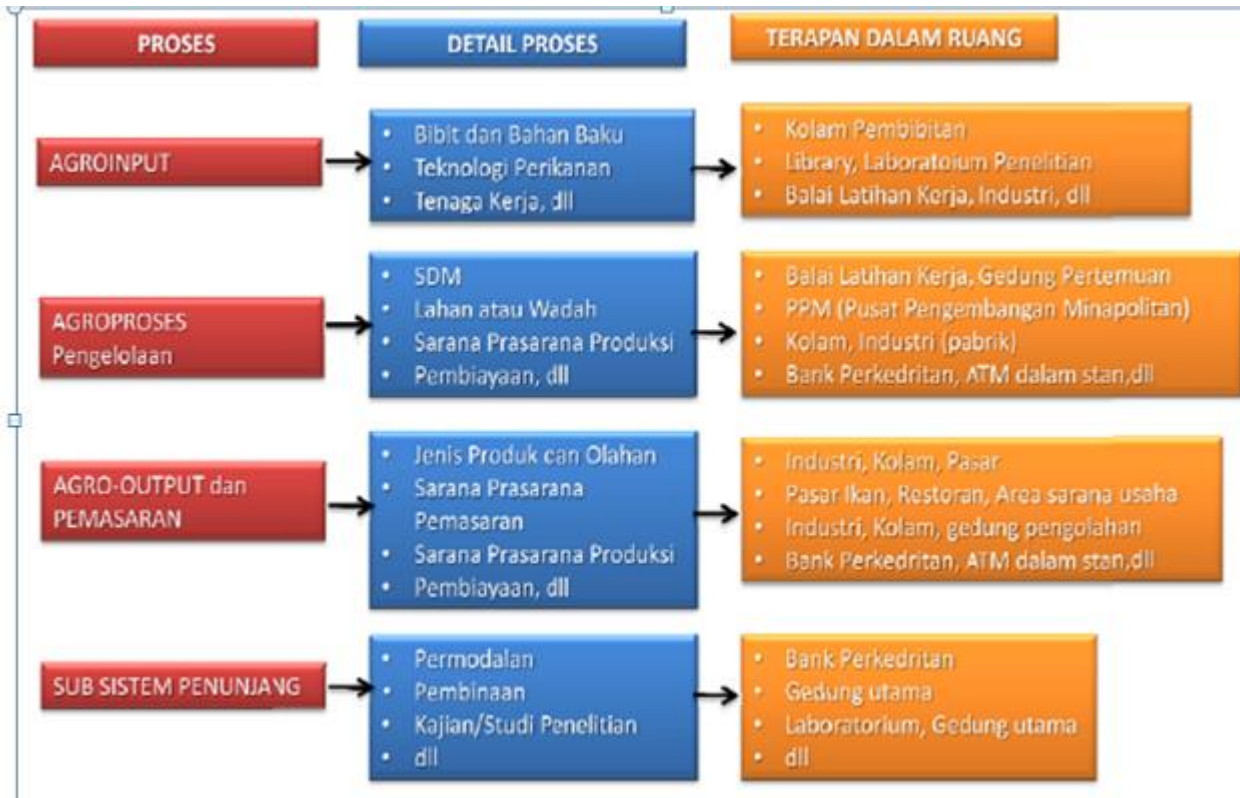 PROSES
DETAIL PROSES
TERAPAN DALAM RUANG
AGROINPUT
• Bibit dan Bahan Baku
• Teknologi Perikanan
• Tenaga Kerja, dll
• Kolam Pembibitan
• Library, Laboratoium Penelitian
• Balai Latihan Kerja, Industri, dll
AGROPROSES
Pengelolaan
• SDM
• Lahan atau Wadah
• Sarana Prasarana Produksi
• Pembiayaan, dll
• Balai Latihan Kerja, Gedung Pertemuan
• PPM (Pusat Pengembangan Minapolitan)
• Kolam, Industri (pabrik)
• Bank Perkedritan, ATM dalam stan,dll
AGRO-OUTPUT dan
PEMASARAN
• Jenis Produk can Olahan
• Sarana Prasarana
Pemasaran
• Sarana Prasarana Produksi
• Pembiayaan, dll
• Industri, Kolam, Pasar
• Pasar Ikan, Restoran, Area sarana usaha
• Industri, Kolam, gedung pengolahan
• Bank Perkedritan, ATM dalam stan,dll
SUB SISTEM PENUNJANG
• Permodalan
• Pembinaan
• Kajian/Studi Penelitian
• dll
• Bank Perkedritan
• Gedung utama
• Laboratorium, Gedung utama
• dll